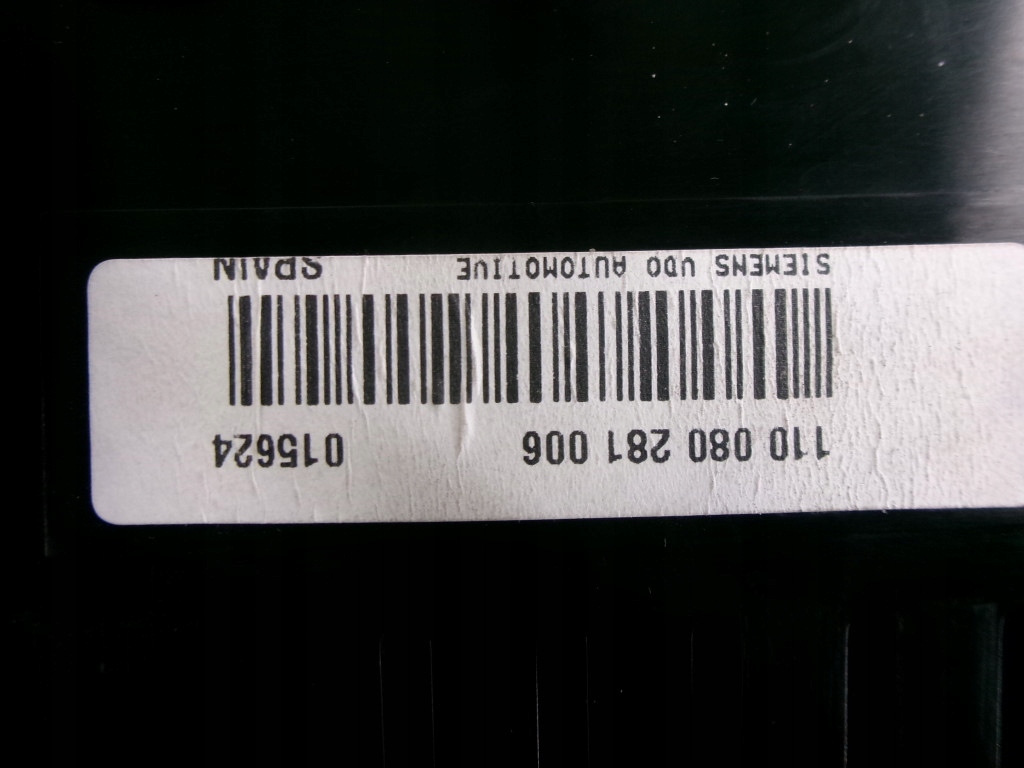 110 080 281 006 015624
SIEMENS VDO AUTOMOTIVE SPAIN